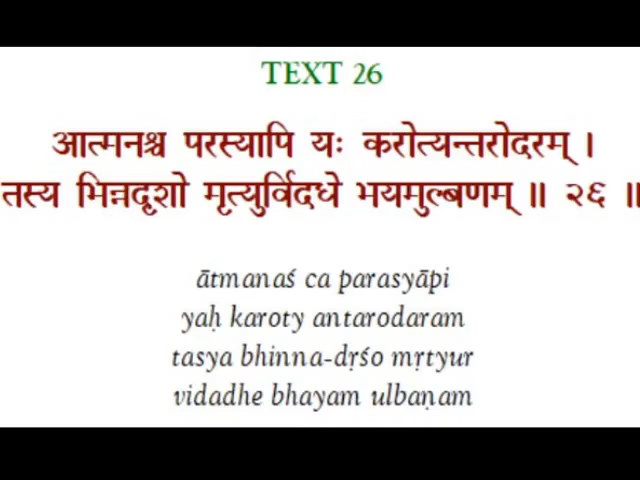 TEXT 26
आत्मनश्च परस्यापि यः करोत्यन्तरोदरम् ।
तस्य भिन्नदृशो मृत्युर्विदधे भयमुल्बणम् ॥ २६ ॥
ātmanaś ca parasyāpi
yaḥ karoty antarodaram
tasya bhinna-dṛśo mṛtyur
vidadhe bhayam ulbaṇam